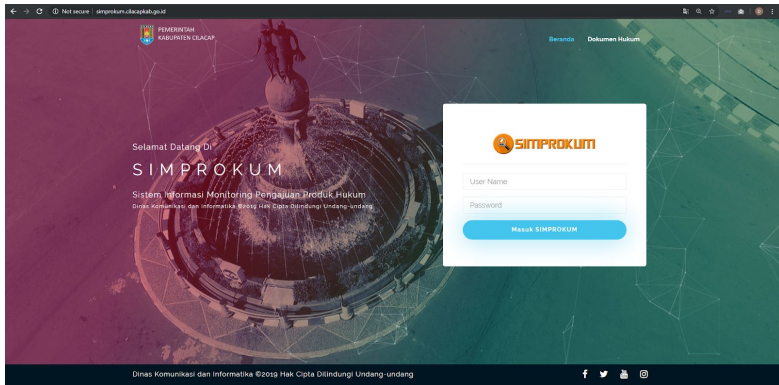 Not secure | simprokum.cilacapkab.go.id
PEMERINTAH
KABUPATEN CILACAP
Beranda Dokumen Hukum
Selamat Datang Di
SIMPROKUM
Sistem Informasi Monitoring Pengajuan Produk Hukum
Dinas Komunikasi dan Informatika ©2019 Hak Cipta Dilindungi Undang-undang
SIMPROKUM
User Name
Password
Masuk SIMPROKUM
Dinas Komunikasi dan Informatika ©2019 Hak Cipta Dilindungi Undang-undang